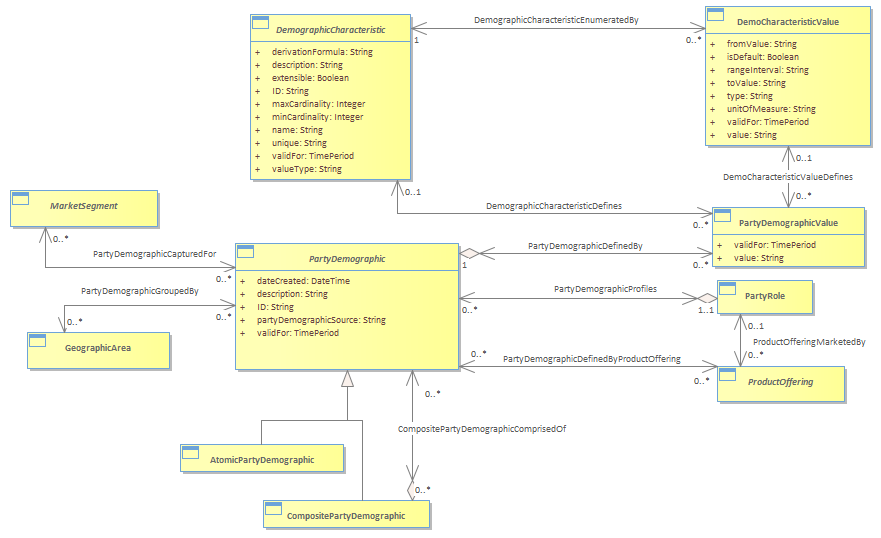 DemographicCharacteristic
+ derivationFormula: String
+ description: String
+ extensible: Boolean
+ ID: String
+ maxCardinality: Integer
+ minCardinality: Integer
+ name: String
+ unique: String
+ validFor: TimePeriod
+ valueType: String
DemographicCharacteristicEnumeratedBy
1
0..*
DemoCharacteristicValue
+ fromValue: String
+ isDefault: Boolean
+ rangeInterval: String
+ toValue: String
+ type: String
+ unitOfMeasure: String
+ validFor: TimePeriod
+ value: String
0..1
DemoCharacteristicValueDefines
0..*
0..1
DemographicCharacteristicDefines
0..*
PartyDemographicValue
+ validFor: TimePeriod
+ value: String
MarketSegment
0..*
PartyDemographicCapturedFor
0..*
PartyDemographic
+ dateCreated: DateTime
+ description: String
+ ID: String
+ partyDemographicSource: String
+ validFor: TimePeriod
1
PartyDemographicDefinedBy
0..*
PartyDemographicGroupedBy
0..*
0..*
GeographicArea
PartyDemographicProfiles
0..*
1..1
PartyRole
0..1
ProductOfferingMarketedBy
0..*
0..*
PartyDemographicDefinedByProductOffering
0..*
ProductOffering
0..*
CompositePartyDemographicComprisedOf
0..*
AtomicPartyDemographic
CompositePartyDemographic